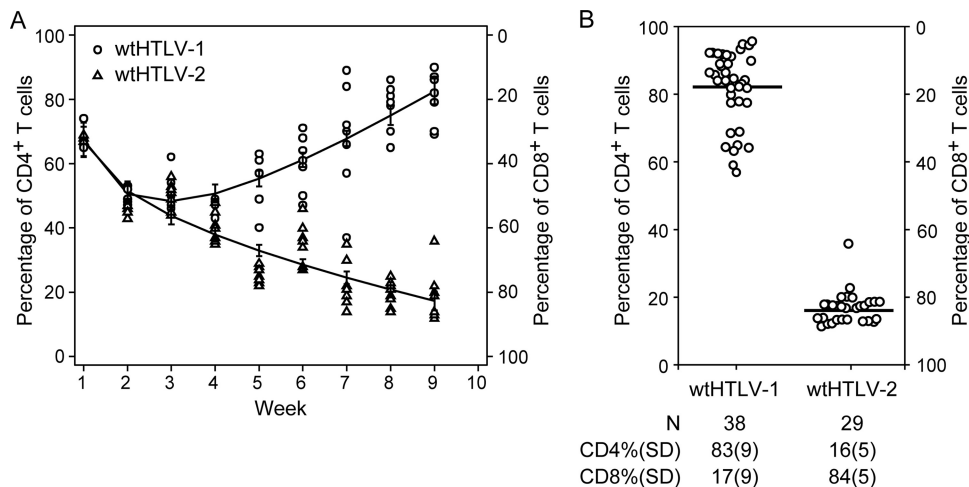 A
wtHTLV-1
wtHTLV-2
Percentage of CD4+ T cells
100
80
60
40
20
0
0
20
40
60
80
100
Percentage of CD8+ T cells
1 2 3 4 5 6 7 8 9 10
Week
B
Percentage of CD4+ T cells
100
80
60
40
20
0
0
20
40
60
80
100
Percentage of CD8+ T cells
wtHTLV-1 wtHTLV-2
N 38 29
CD4%(SD) 83(9) 16(5)
CD8%(SD) 17(9) 84(5)